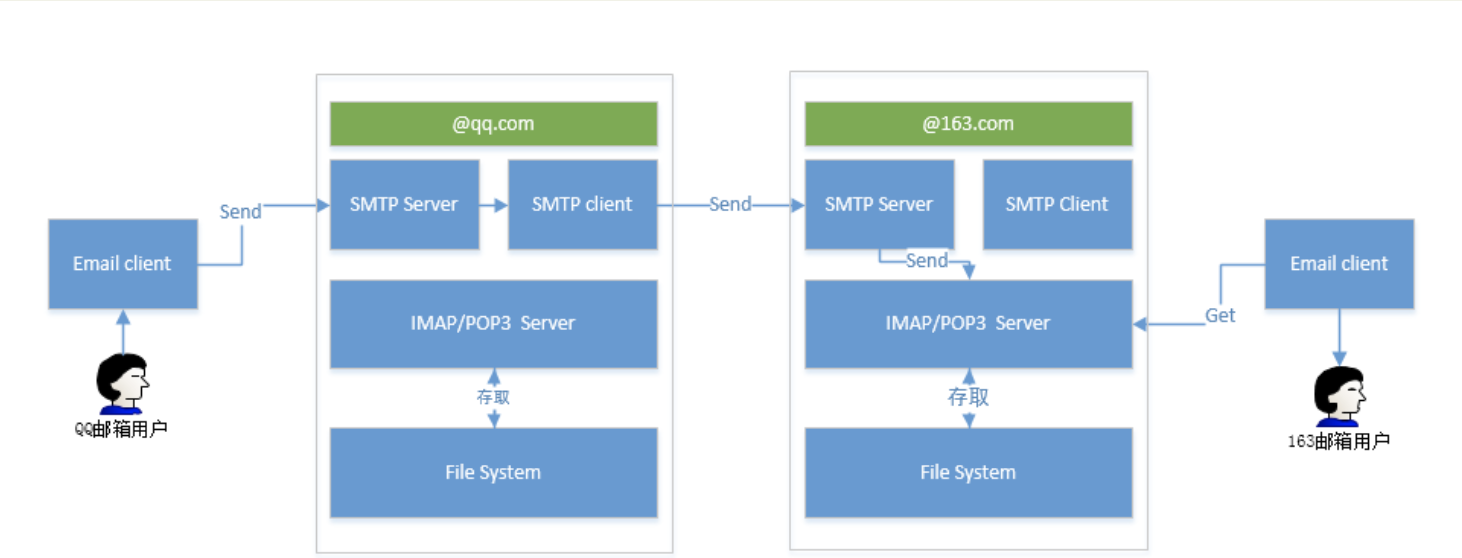 @qq.com
@163.com
SMTP Server
SMTP client
SMTP Server
SMTP Client
Send
Send
Email client
Send
Email client
IMAP/POP3 Server
IMAP/POP3 Server
Get
存取
存取
QQ邮箱用户
163邮箱用户
File System
File System